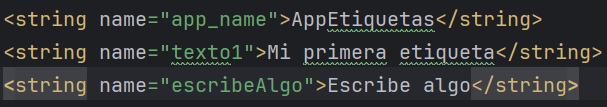 <string name="app_name">AppEtiquetas</string>
<string name="texto1">Mi primera etiqueta</string>
<string name="escribeAlgo">Escribe algo</string>